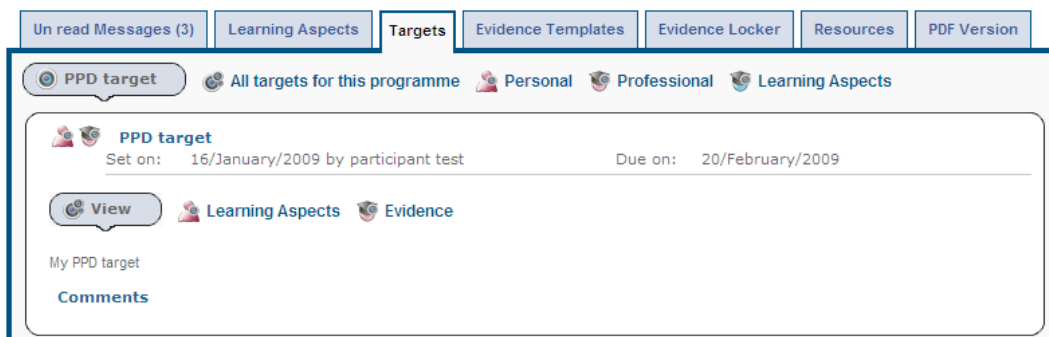 Un read Messages (3) Learning Aspects Targets Evidence Templates Evidence Locker Resources PDF Version
PPD target All targets for this programme Personal Professional Learning Aspects
PPD target
Set on: 16/January/2009 by participant test Due on: 20/February/2009
View Learning Aspects Evidence
My PPD target
Comments